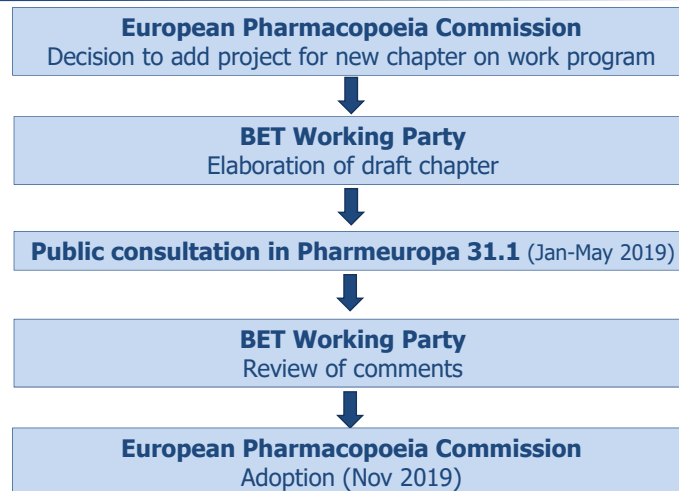 European Pharmacopoeia Commission
Decision to add project for new chapter on work program
BET Working Party
Elaboration of draft chapter
Public consultation in Pharmeuropa 31.1 (Jan-May 2019)
BET Working Party
Review of comments
European Pharmacopoeia Commission
Adoption (Nov 2019)